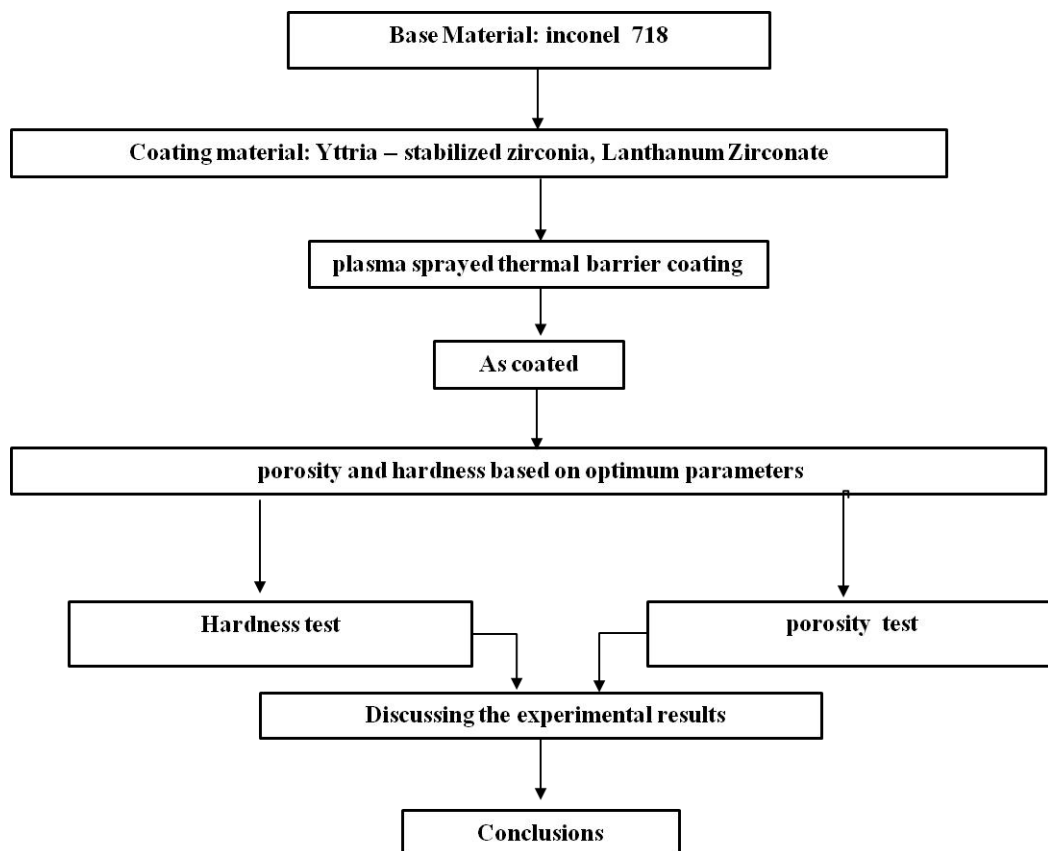 Base Material: inconel 718
Coating material: Yttria – stabilized zirconia, Lanthanum Zirconate
plasma sprayed thermal barrier coating
As coated
porosity and hardness based on optimum parameters
Hardness test
porosity test
Discussing the experimental results
Conclusions